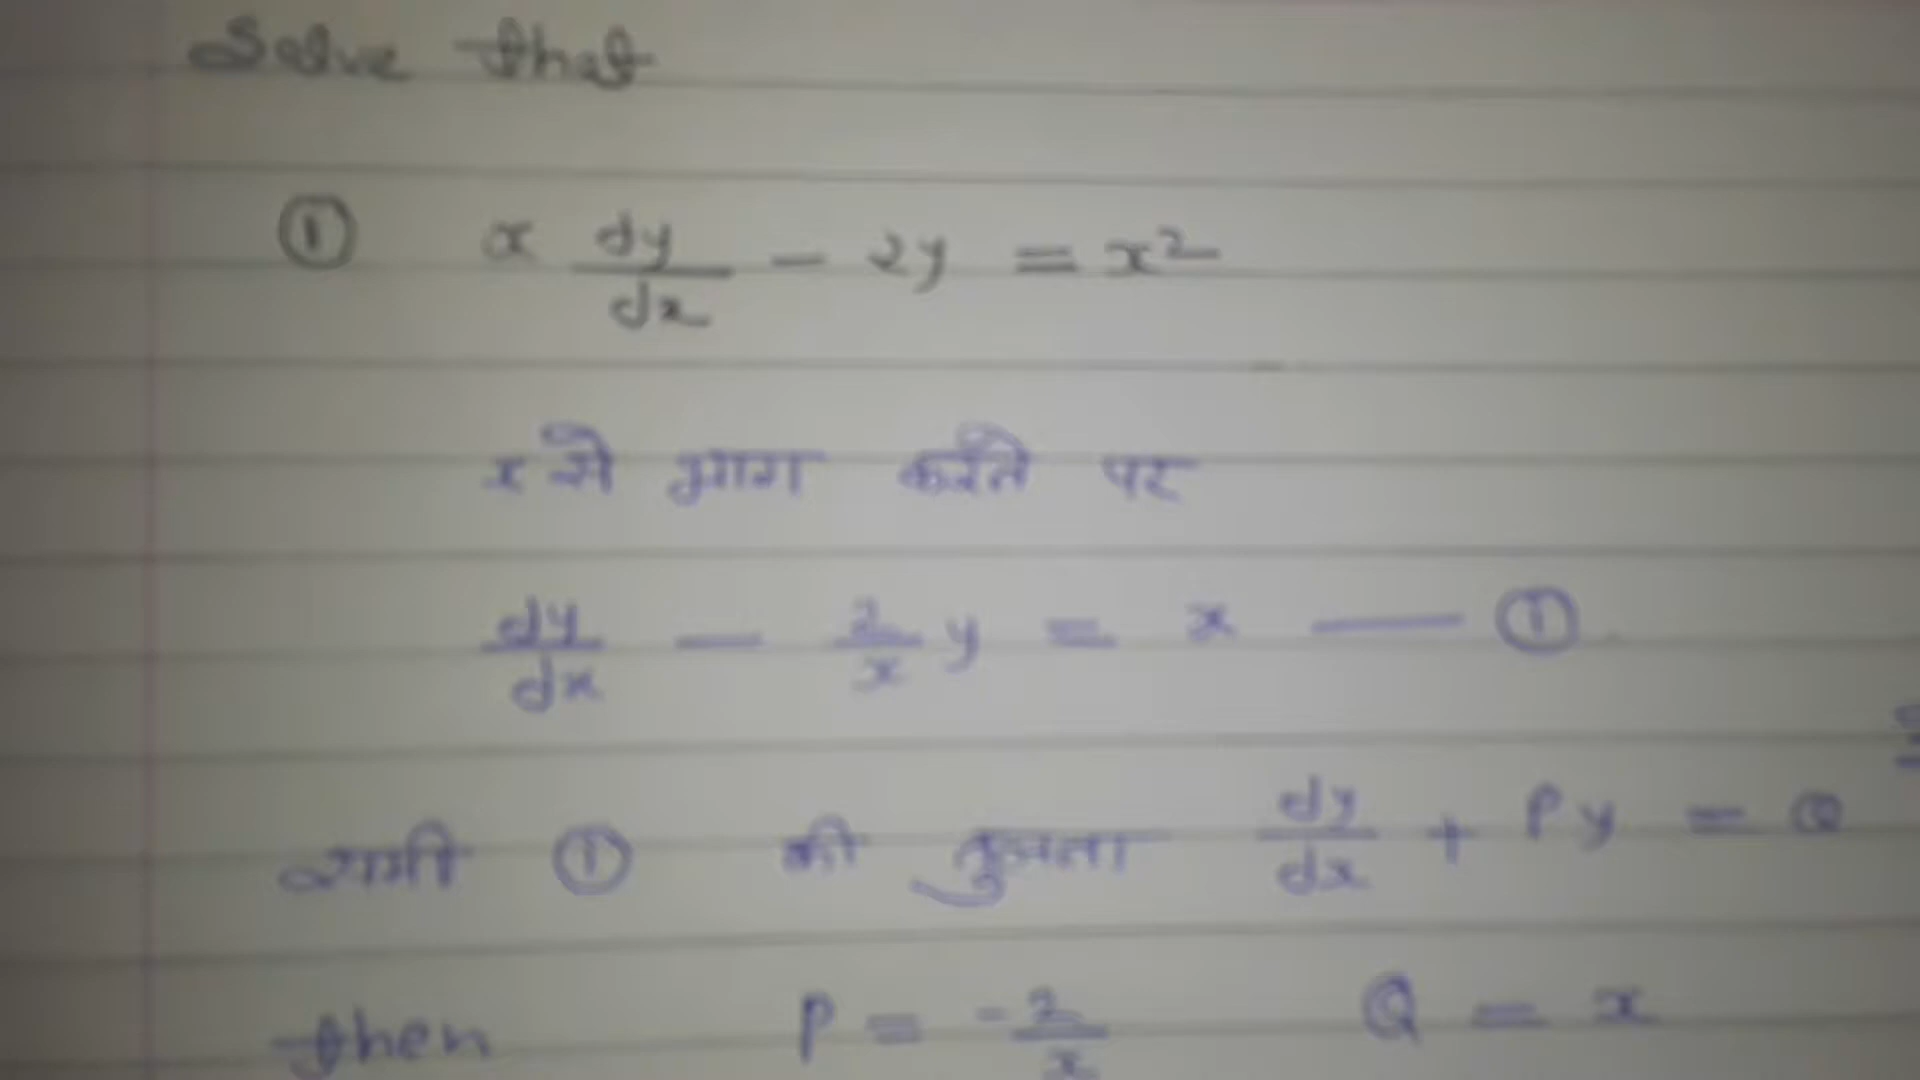 Solve that
① x dy/dx - 2y = x²
x से भाग करने पर
dy/dx - 2/x y = x — ①
समी ① की तुलना dy/dx + Py = Q
then P = -2/x Q = x